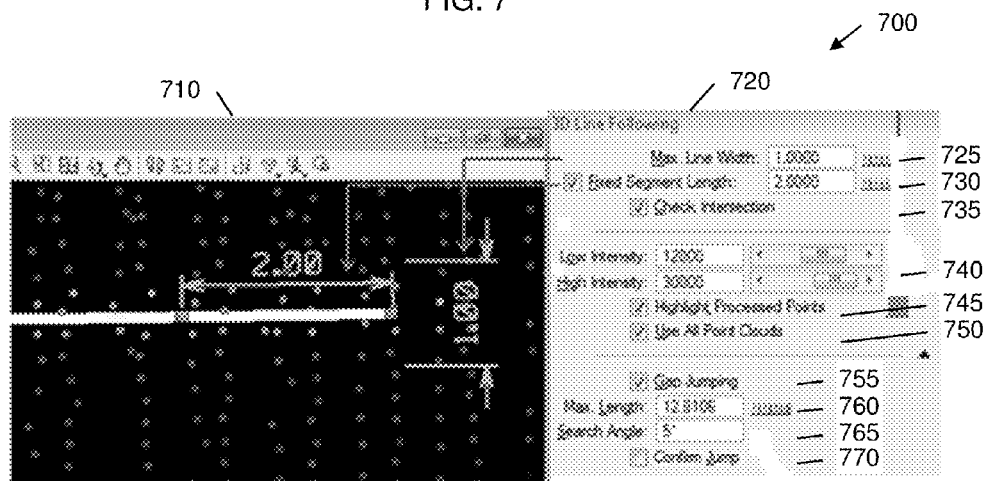 FIG. 7
700
710
720
3D Line Following
Max. Line Width: 1.0000
725
Fixed Segment Length: 2.0000
730
Check Intersection
735
2.00
1.00
Low Intensity: 12000
High Intensity: 30000
740
Highlight Processed Points
745
Use All Point Clouds
750
Gap Jumping
755
Max. Length: 12.8106
760
Search Angle: 5°
765
Confirm Jump
770